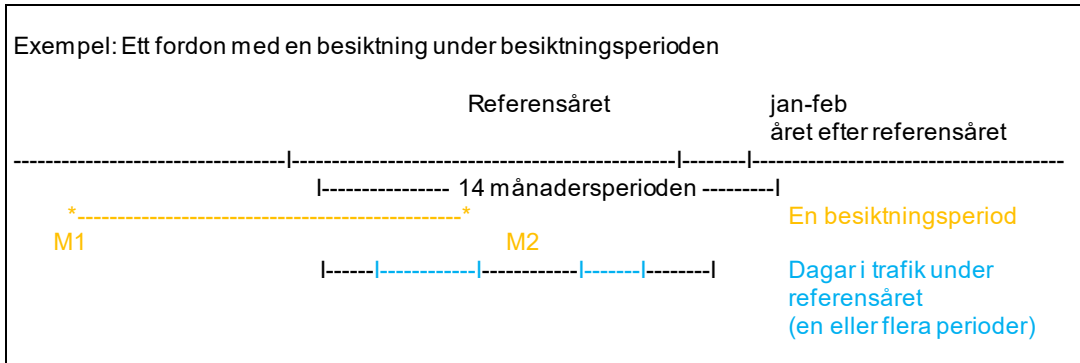 Exempel: Ett fordon med en besiktning under besiktningsperioden
Referensåret jan-feb
året efter referensåret
----------------------------------I------------------------------------------------I--------I---------------------------------------
I---------------- 14 månadersperioden ---------I
*------------------------------------------------* En besiktningsperiod
M1 M2
I------I------------I------------I-------I--------I Dagar i trafik under
referensåret
(en eller flera perioder)